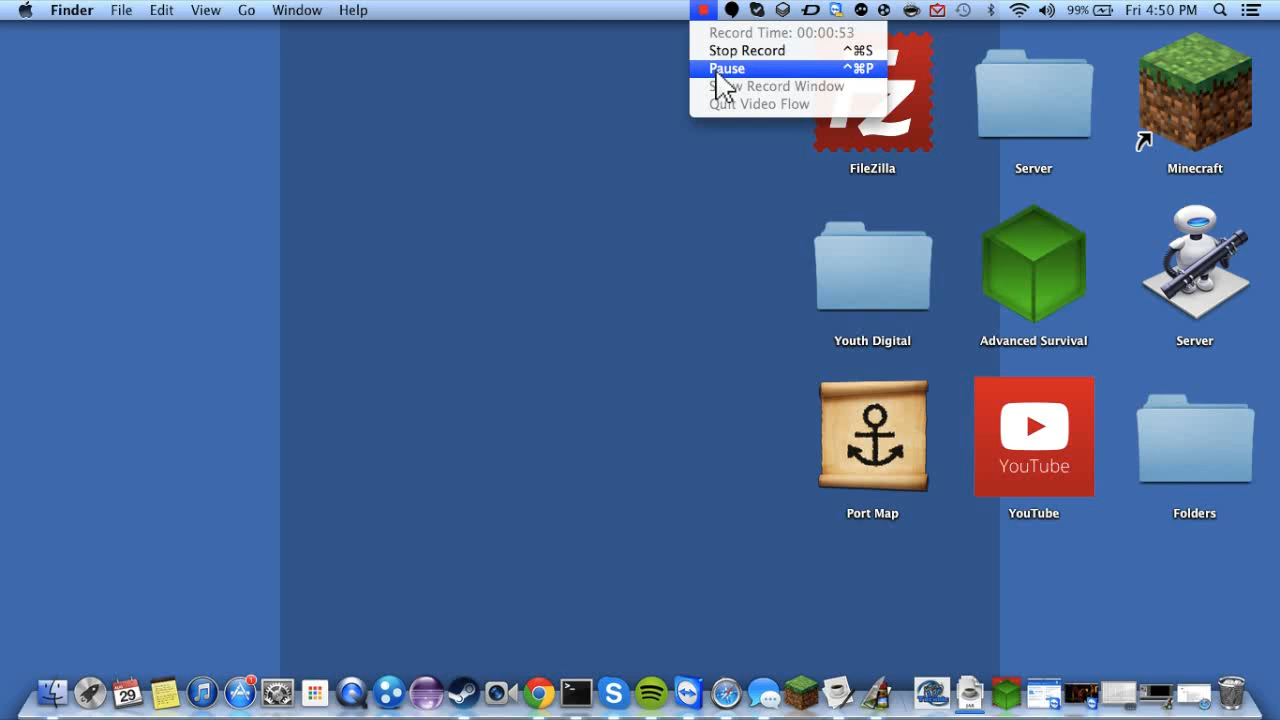 Finder File Edit View Go Window Help 99% Fri 4:50 PM
Record Time: 00:00:53
Stop Record ^⌘S
Pause ^⌘P
Record Window
Quit Video Flow
FileZilla Server Minecraft
Youth Digital Advanced Survival Server
YouTube
Port Map YouTube Folders
29